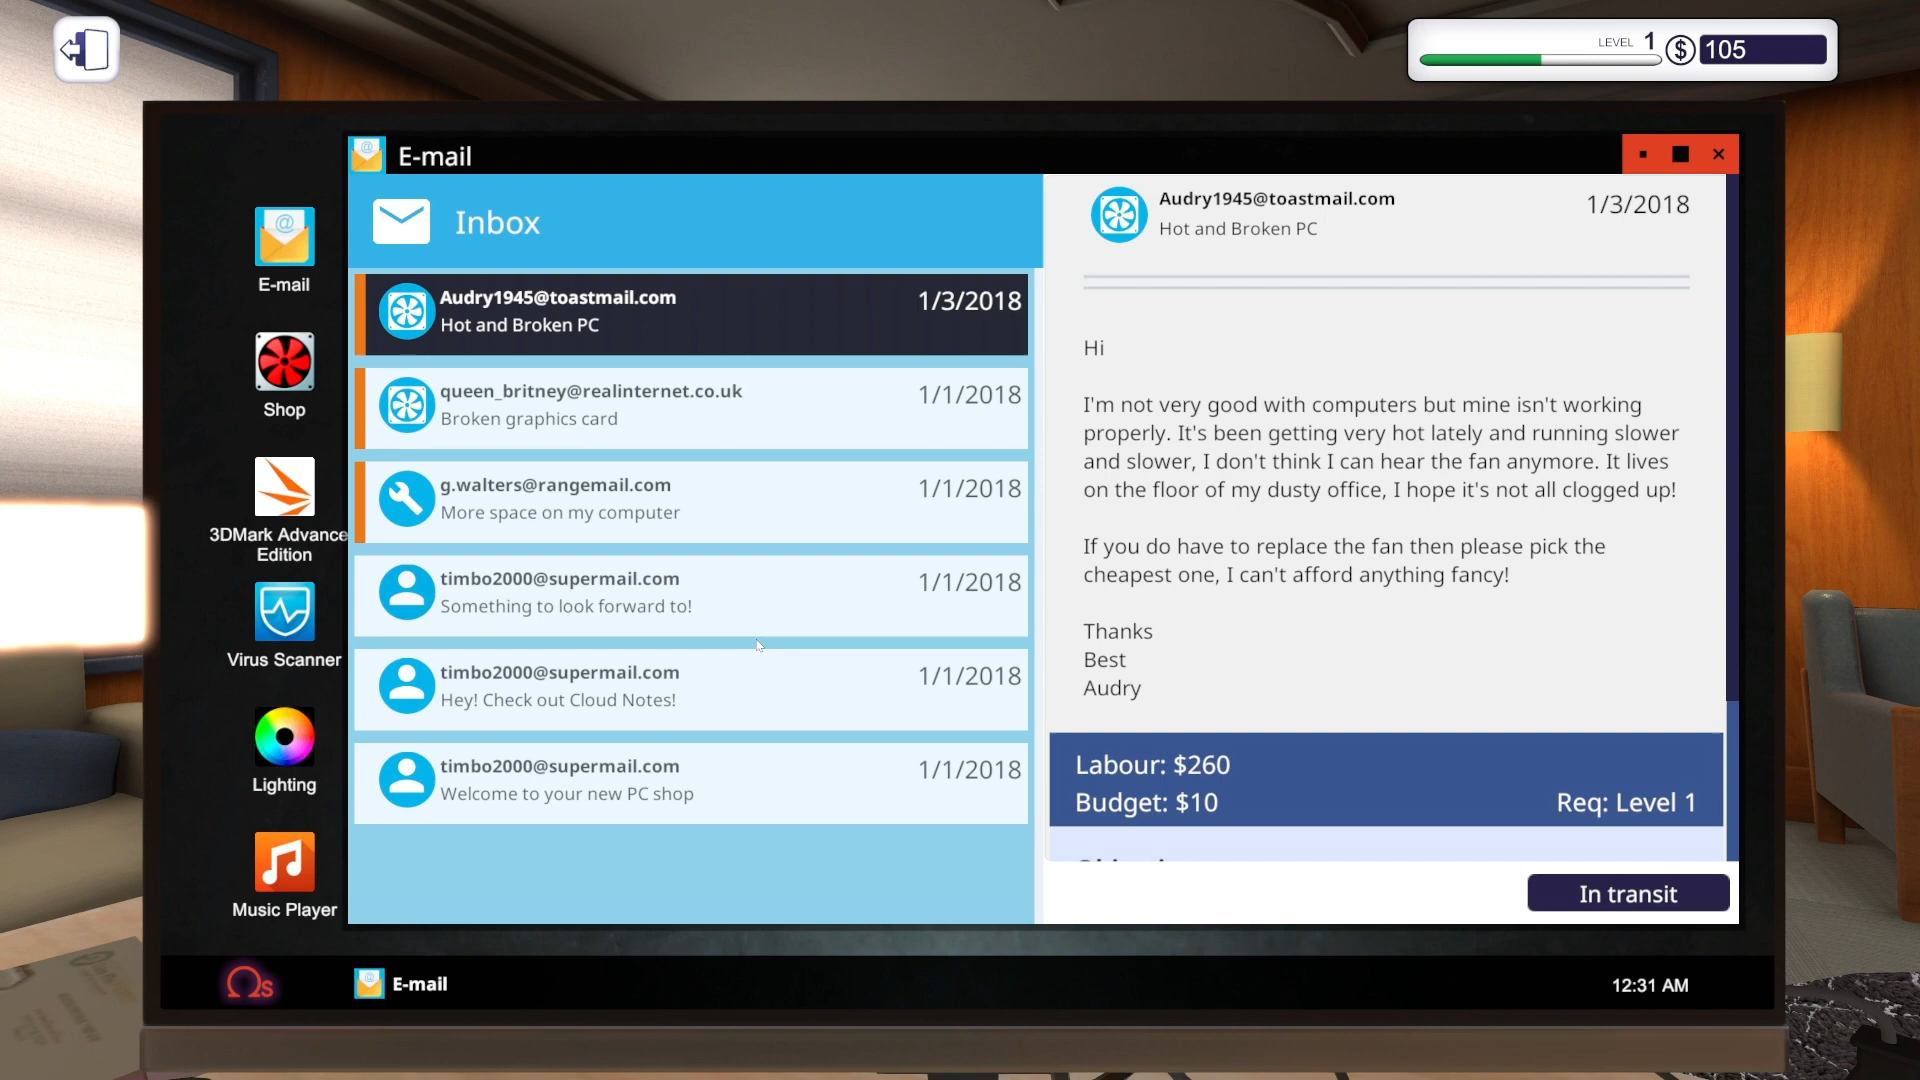 LEVEL 1
$ 105
E-mail
Inbox
Audry1945@toastmail.com
1/3/2018
Hot and Broken PC
queen_britney@realinternet.co.uk
1/1/2018
Broken graphics card
g.walters@rangemail.com
1/1/2018
More space on my computer
timbo2000@supermail.com
1/1/2018
Something to look forward to!
timbo2000@supermail.com
1/1/2018
Hey! Check out Cloud Notes!
timbo2000@supermail.com
1/1/2018
Welcome to your new PC shop
Audry1945@toastmail.com
1/3/2018
Hot and Broken PC
Hi
I'm not very good with computers but mine isn't working
properly. It's been getting very hot lately and running slower
and slower, I don't think I can hear the fan anymore. It lives
on the floor of my dusty office, I hope it's not all clogged up!
If you do have to replace the fan then please pick the
cheapest one, I can't afford anything fancy!
Thanks
Best
Audry
Labour: $260
Budget: $10
Req: Level 1
In transit
E-mail
Shop
3DMark Advance
Edition
Virus Scanner
Lighting
Music Player
Ωs
E-mail
12:31 AM